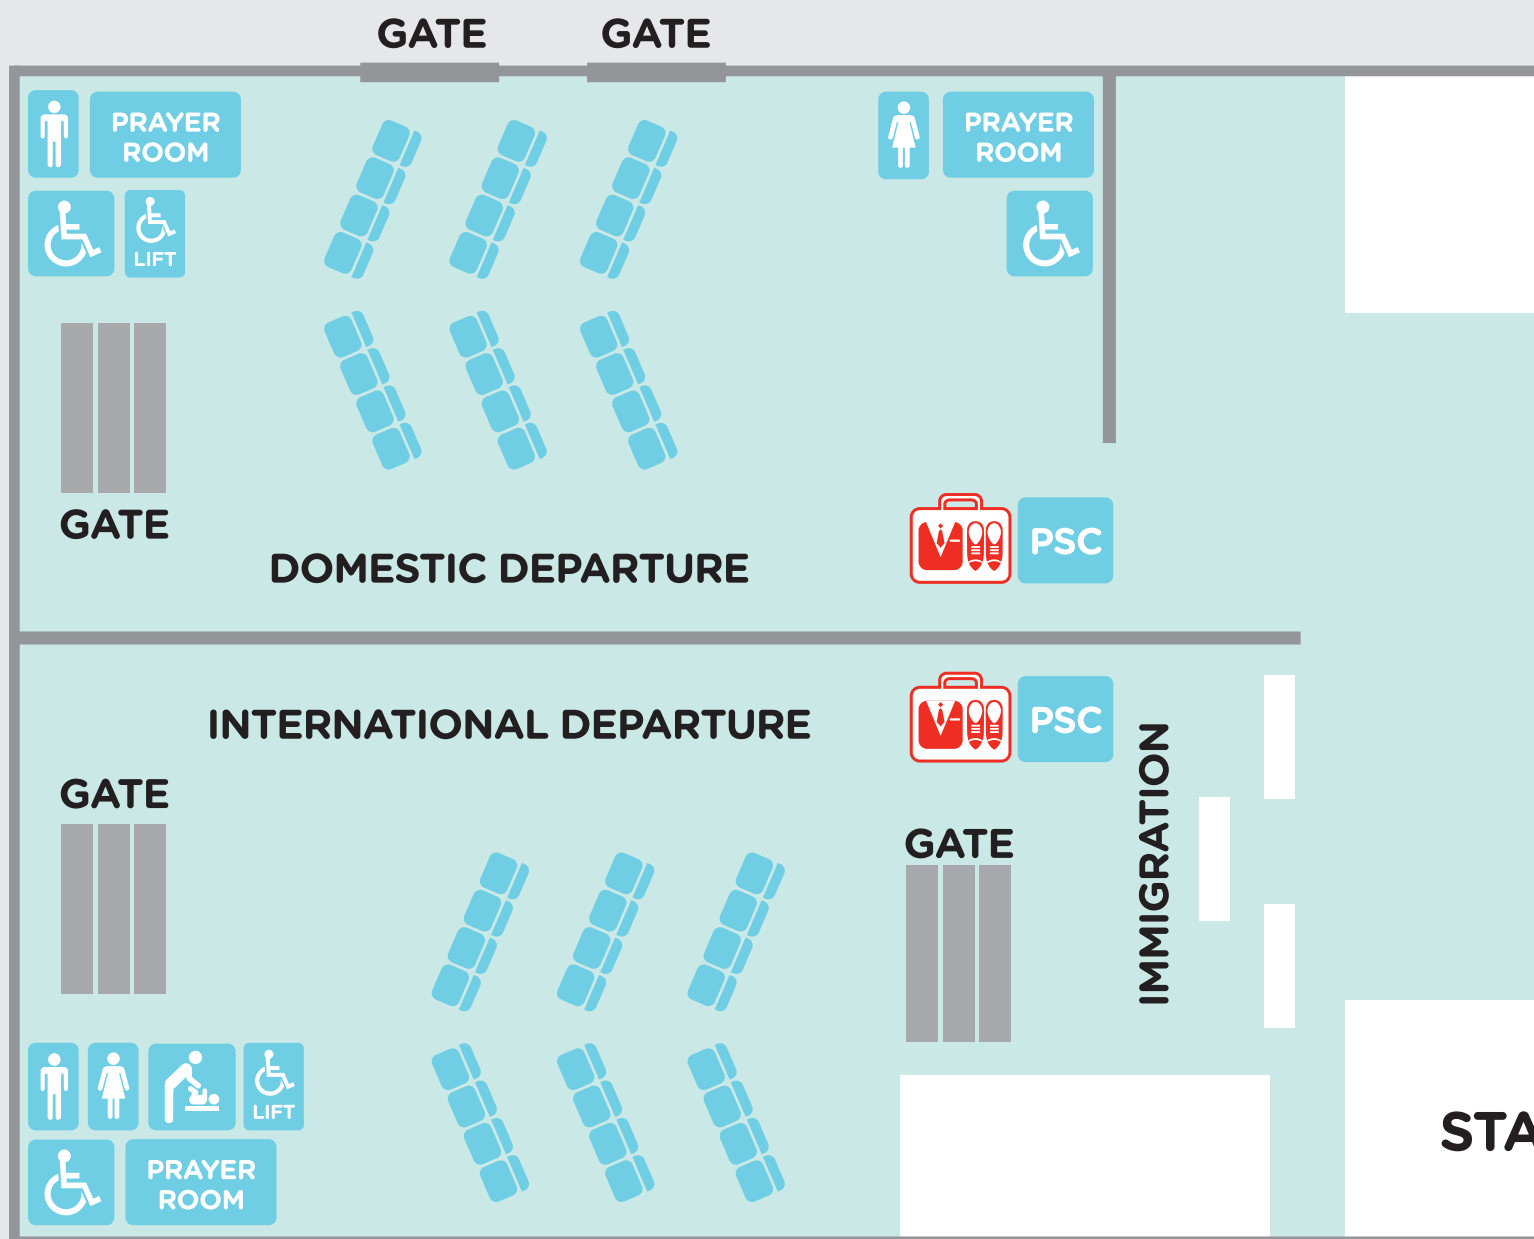 GATE
GATE
PRAYER
ROOM
PRAYER
ROOM
LIFT
GATE
PSC
DOMESTIC DEPARTURE
PSC
INTERNATIONAL DEPARTURE
IMMIGRATION
GATE
GATE
LIFT
STA
PRAYER
ROOM